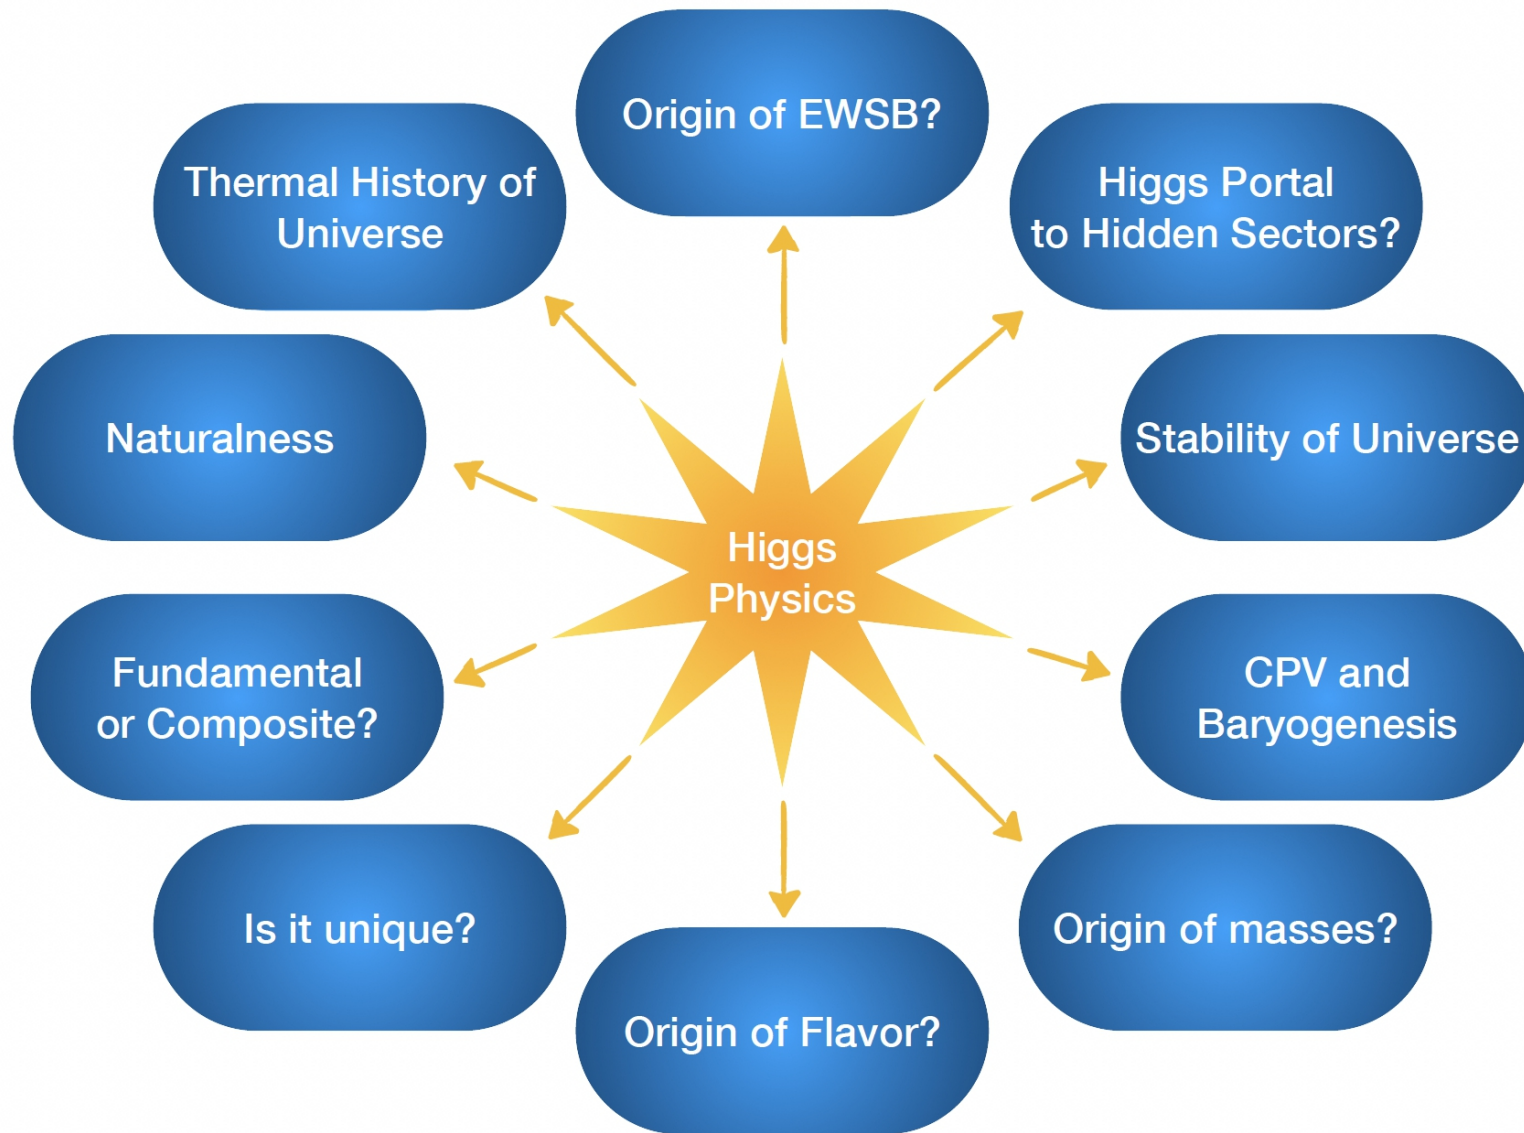 Origin of EWSB?
Thermal History of
Universe
Higgs Portal
to Hidden Sectors?
Naturalness
Stability of Universe
Higgs
Physics
Fundamental
or Composite?
CPV and
Baryogenesis
Is it unique?
Origin of masses?
Origin of Flavor?